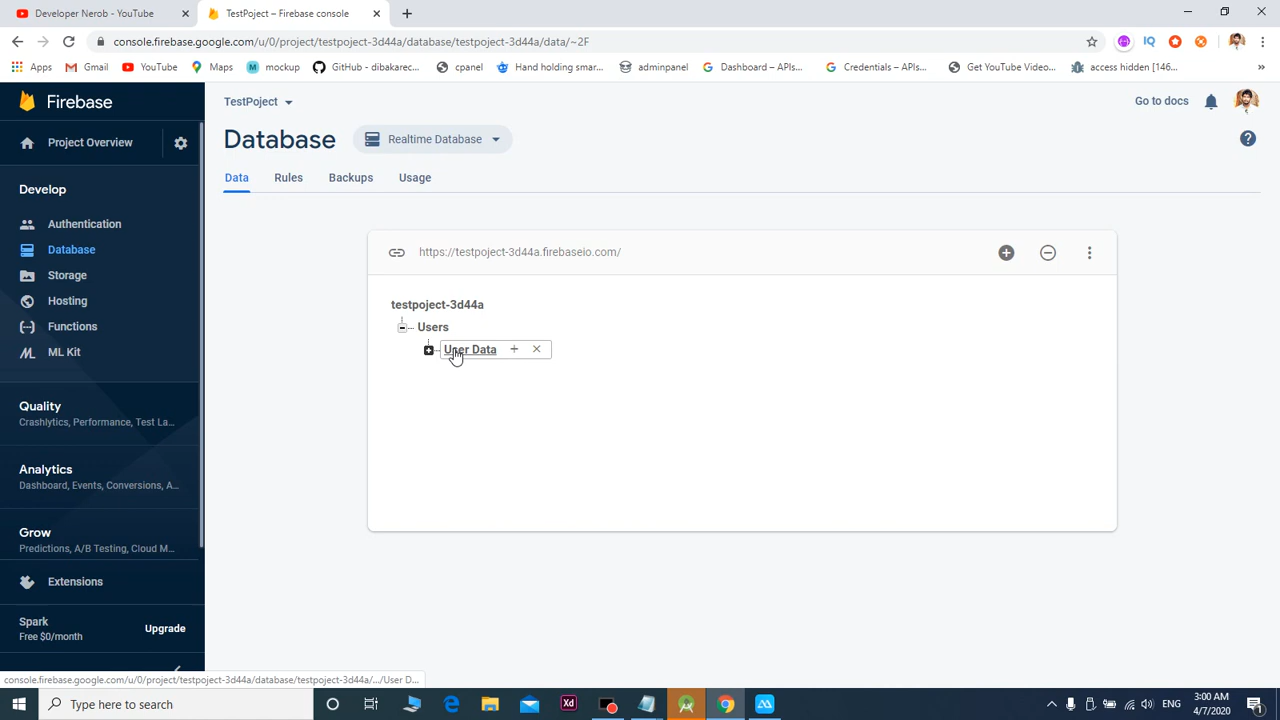 Developer Nerob - YouTube
TestPoject – Firebase console
console.firebase.google.com/u/0/project/testpoject-3d44a/database/testpoject-3d44a/data/~2F
Apps
Gmail
YouTube
Maps
mockup
GitHub - dibakarec...
cpanel
Hand holding smar...
adminpanel
Dashboard – APIs...
Credentials – APIs...
Get YouTube Video...
access hidden [146...
»
Firebase
TestPoject
Go to docs
Project Overview
Database
Realtime Database
Develop
Data
Rules
Backups
Usage
Authentication
Database
https://testpoject-3d44a.firebaseio.com/
Storage
Hosting
testpoject-3d44a
Functions
Users
ML Kit
User Data
Quality
Crashlytics, Performance, Test La...
Analytics
Dashboard, Events, Conversions, A...
Grow
Predictions, A/B Testing, Cloud M...
Extensions
Spark
Free $0/month
Upgrade
console.firebase.google.com/u/0/project/testpoject-3d44a/database/testpoject-3d44a/.../User D...
Type here to search
Xd
ENG
3:00 AM
4/7/2020